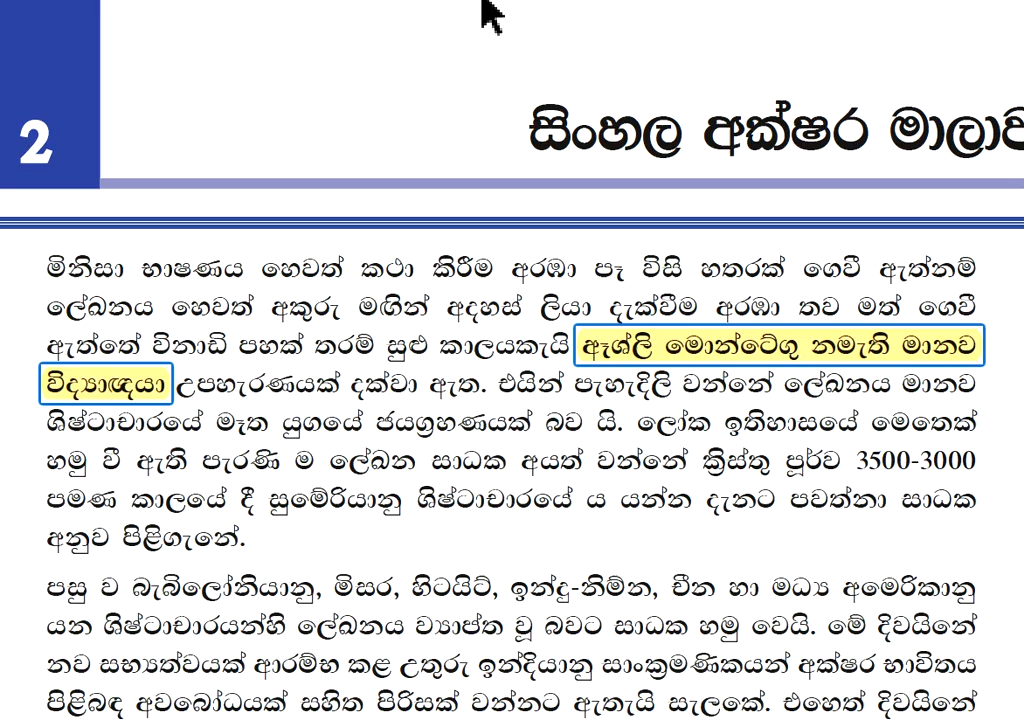 2
සිංහල අක්ෂර මාලාව
මිනිසා භාෂණය හෙවත් කථා කිරීම අරඹා පැ විසි හතරක් ගෙවී ඇත්නම්
ලේඛනය හෙවත් අකුරු මඟින් අදහස් ලියා දැක්වීම අරඹා තව මත් ගෙවී
ඇත්තේ විනාඩි පහක් තරම් සුළු කාලයකැයි ඈශ්ලි මොන්ටේගු නමැති මානව
විද්‍යාඥයා උපහැරණයක් දක්වා ඇත. එයින් පැහැදිලි වන්නේ ලේඛනය මානව
ශිෂ්ටාචාරයේ මෑත යුගයේ ජයග්‍රහණයක් බව යි. ලෝක ඉතිහාසයේ මෙතෙක්
හමු වී ඇති පැරණි ම ලේඛන සාධක අයත් වන්නේ ක්‍රිස්තු පූර්ව 3500-3000
පමණ කාලයේ දී සුමේරියානු ශිෂ්ටාචාරයේ ය යන්න දැනට පවත්නා සාධක
අනුව පිළිගැනේ.
පසු ව බැබිලෝනියානු, මිසර, හිටයිට්, ඉන්දු-නිම්න, චීන හා මධ්‍ය අමෙරිකානු
යන ශිෂ්ටාචාරයන්හි ලේඛනය ව්‍යාප්ත වූ බවට සාධක හමු වෙයි. මේ දිවයිනේ
නව සභ්‍යත්වයක් ආරම්භ කළ උතුරු ඉන්දියානු සාංක්‍රමණිකයන් අක්ෂර භාවිතය
පිළිබඳ අවබෝධයක් සහිත පිරිසක් වන්නට ඇතැයි සැලකේ. එහෙත් දිවයිනේ